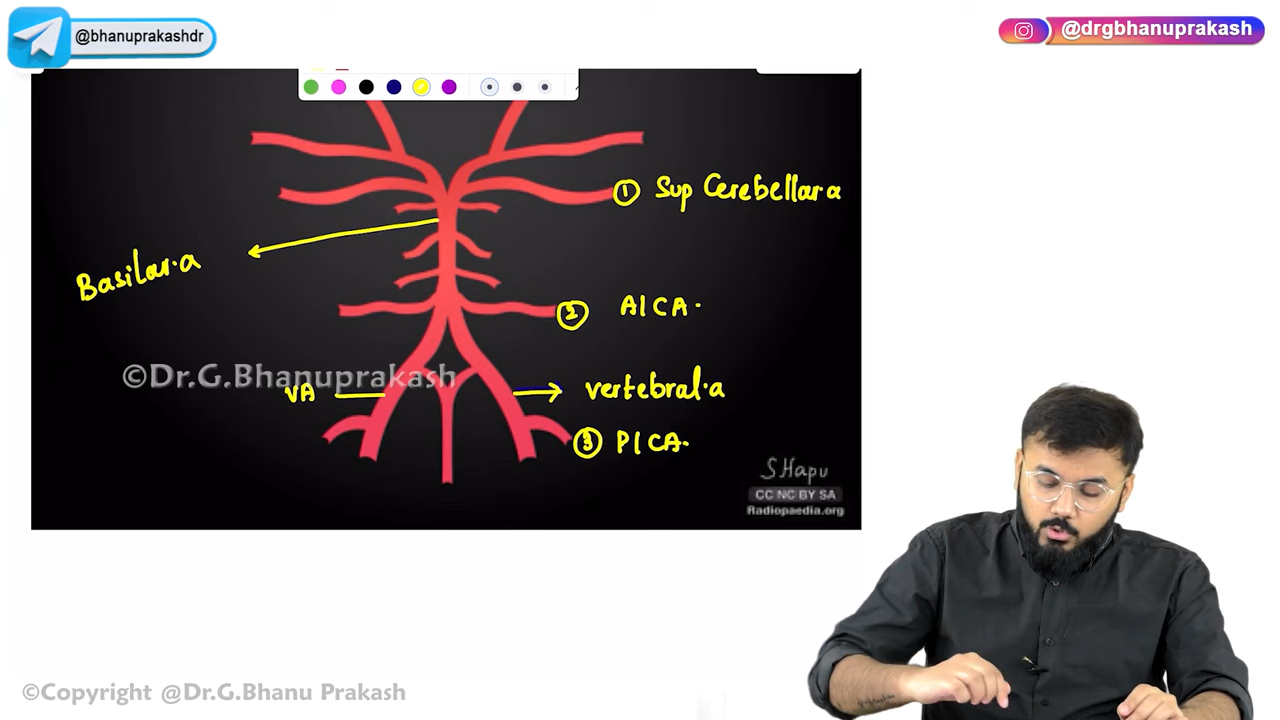 @bhanuprakashdr
@drgbhanuprakash
① Sup Cerebellar.a
Basilar.a
② AICA.
©Dr.G.Bhanuprakash
VA
vertebral.a
③ PICA.
SHapu
CC NC BY SA
Radiopaedia.org
©Copyright @Dr.G.Bhanu Prakash